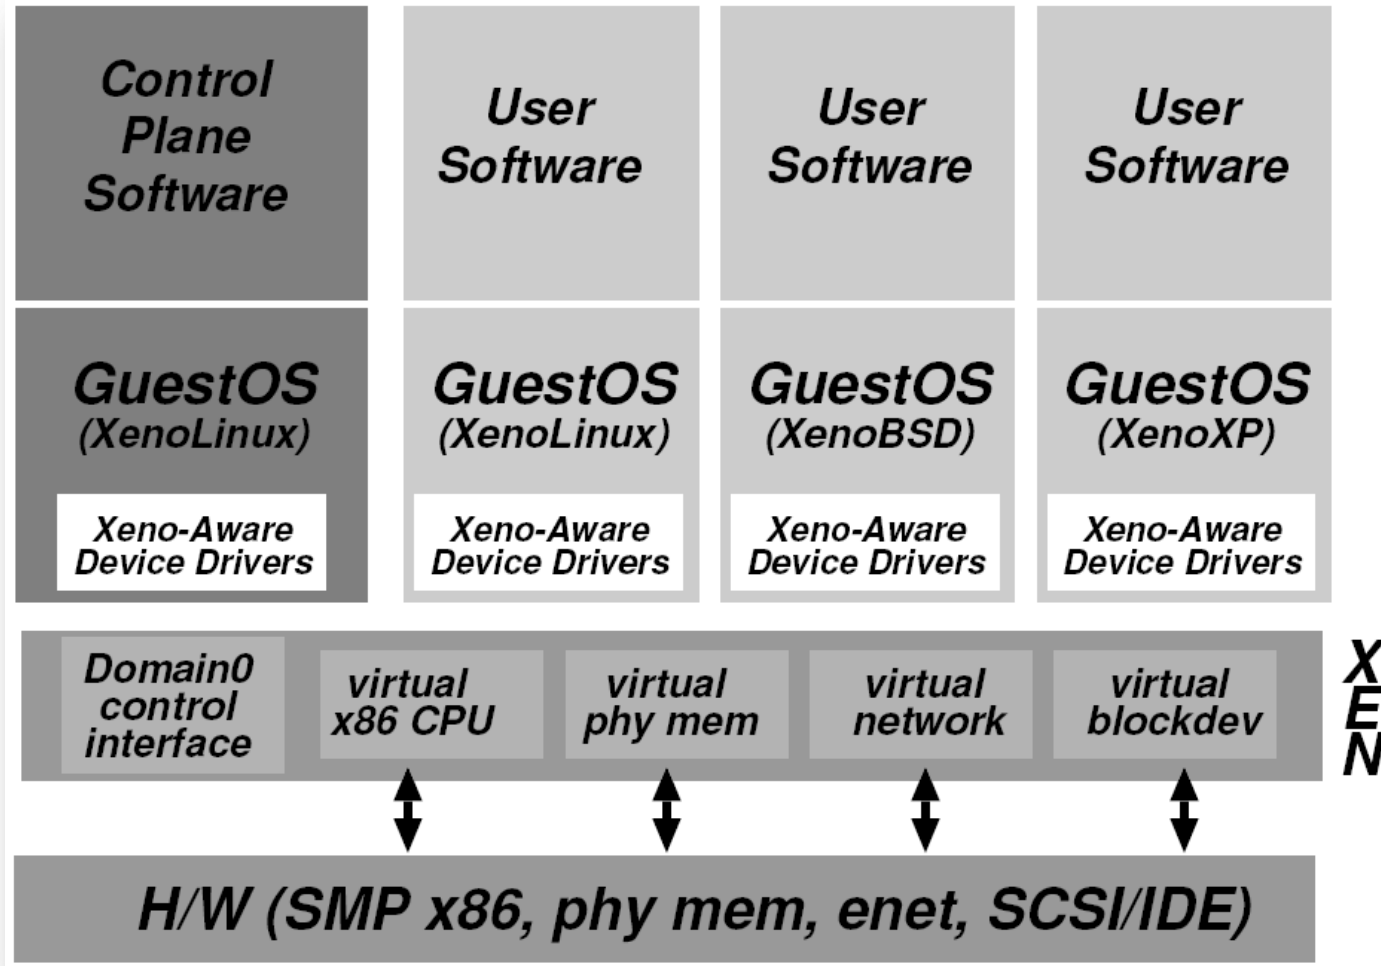 Control
Plane
Software
User
Software
User
Software
User
Software
GuestOS
(XenoLinux)
Xeno-Aware
Device Drivers
GuestOS
(XenoLinux)
Xeno-Aware
Device Drivers
GuestOS
(XenoBSD)
Xeno-Aware
Device Drivers
GuestOS
(XenoXP)
Xeno-Aware
Device Drivers
Domain0
control
interface
virtual
x86 CPU
virtual
phy mem
virtual
network
virtual
blockdev
X
E
N
H/W (SMP x86, phy mem, enet, SCSI/IDE)